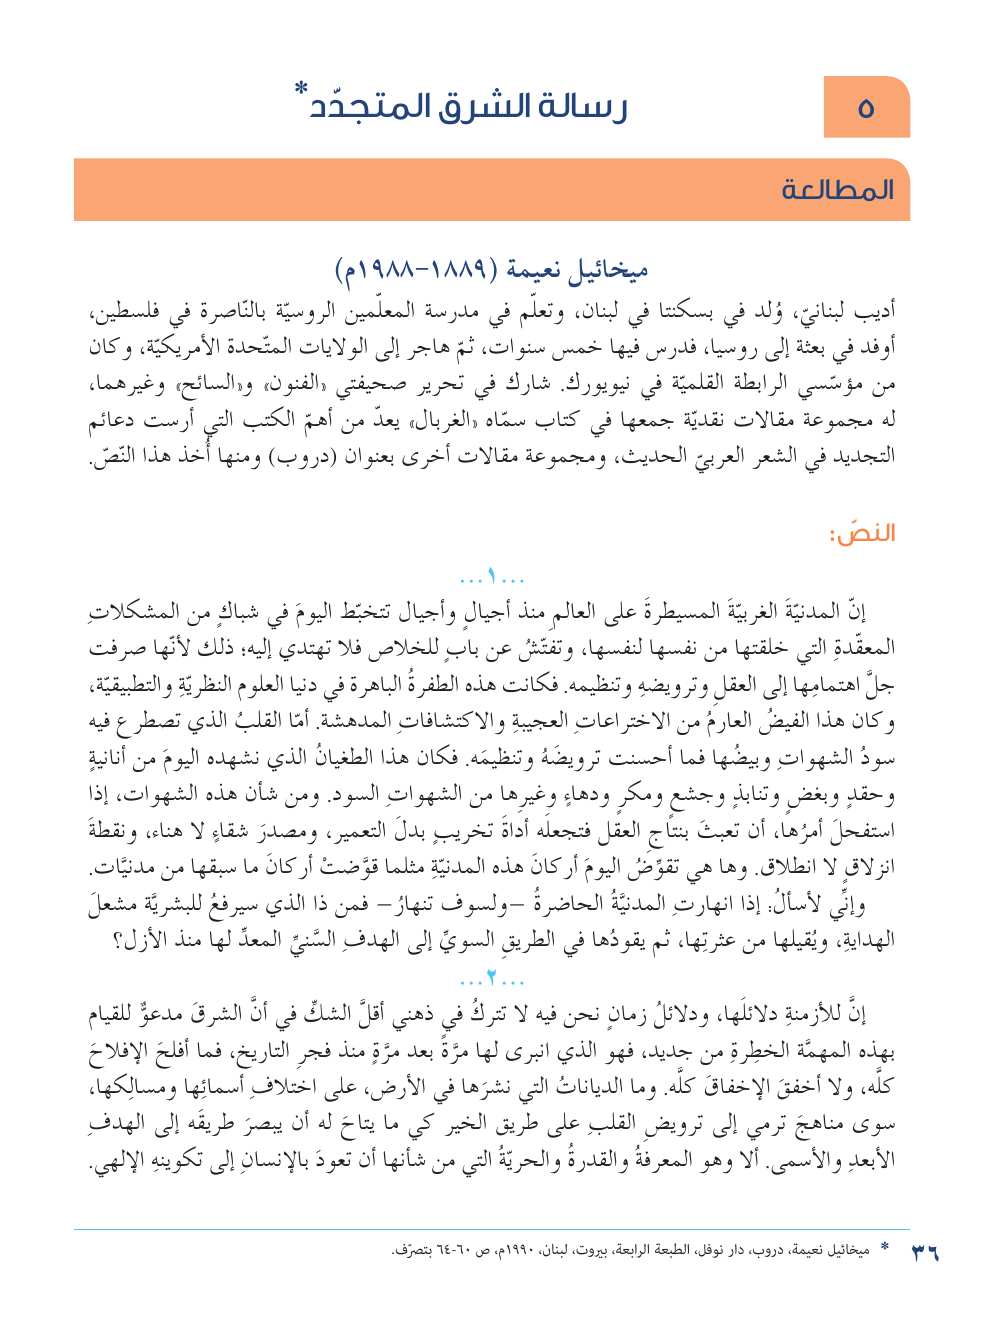 ٥
رسالة الشرق المتجدّد*
المطالعة
ميخائيل نعيمة (١٨٨٩-١٩٨٨م)
أديب لبنانيّ، وُلد في بسكنتا في لبنان، وتعلّم في مدرسة المعلّمين الروسيّة بالنّاصرة في فلسطين،
أوفد في بعثة إلى روسيا، فدرس فيها خمس سنوات، ثمّ هاجر إلى الولايات المتّحدة الأمريكيّة، وكان
من مؤسّسي الرابطة القلميّة في نيويورك. شارك في تحرير صحيفتي «الفنون» و«السائح» وغيرهما،
له مجموعة مقالات نقديّة جمعها في كتاب سمّاه «الغربال» يعدّ من أهمّ الكتب التي أرست دعائم
التجديد في الشعر العربيّ الحديث، ومجموعة مقالات أخرى بعنوان (دروب) ومنها أُخذ هذا النّصّ.
النصّ:
...١...
إنّ المدنيّةَ الغربيّةَ المسيطرةَ على العالمِ منذ أجيالٍ وأجيال تتخبّط اليومَ في شباكٍ من المشكلاتِ
المعقّدةِ التي خلقتها من نفسها لنفسها، وتفتّشُ عن بابٍ للخلاص فلا تهتدي إليه؛ ذلك لأنّها صرفت
جلَّ اهتمامِها إلى العقلِ وترويضهِ وتنظيمه. فكانت هذه الطفرةُ الباهرة في دنيا العلوم النظريّةِ والتطبيقيّة،
وكان هذا الفيضُ العارمُ من الاختراعاتِ العجيبةِ والاكتشافاتِ المدهشة. أمّا القلبُ الذي تصطرع فيه
سودُ الشهواتِ وبيضُها فما أحسنت ترويضَهُ وتنظيمَه. فكان هذا الطغيانُ الذي نشهده اليومَ من أنانيةٍ
وحقدٍ وبغضٍ وتنابذٍ وجشعٍ ومكرٍ ودهاءٍ وغيرِها من الشهواتِ السود. ومن شأن هذه الشهوات، إذا
استفحلَ أمرُها، أن تعبثَ بنتاجِ العقل فتجعلَه أداةَ تخريبٍ بدلَ التعمير، ومصدرَ شقاءٍ لا هناء، ونقطةَ
انزلاقٍ لا انطلاق. وها هي تقوِّضُ اليومَ أركانَ هذه المدنيّةِ مثلما قوَّضتْ أركانَ ما سبقها من مدنيَّات.
وإنِّي لأسألُ: إذا انهارتِ المدنيَّةُ الحاضرةُ –ولسوف تنهارُ– فمن ذا الذي سيرفعُ للبشريَّة مشعلَ
الهدايةِ، ويُقيلها من عثرتِها، ثم يقودُها في الطريقِ السويِّ إلى الهدفِ السَّنيِّ المعدِّ لها منذ الأزل؟
...٢...
إنَّ للأزمنةِ دلائلَها، ودلائلُ زمانٍ نحن فيه لا تتركُ في ذهني أقلَّ الشكِّ في أنَّ الشرقَ مدعوٌّ للقيام
بهذه المهمَّة الخطِرةِ من جديد، فهو الذي انبرى لها مرَّةً بعد مرَّةٍ منذ فجرِ التاريخ، فما أفلحَ الإفلاحَ
كلَّه، ولا أخفقَ الإخفاقَ كلَّه. وما الدياناتُ التي نشرَها في الأرض، على اختلافِ أسمائِها ومسالِكها،
سوى مناهجَ ترمي إلى ترويضِ القلبِ على طريق الخير كي ما يتاحَ له أن يبصرَ طريقَه إلى الهدفِ
الأبعدِ والأسمى. ألا وهو المعرفةُ والقدرةُ والحريّةُ التي من شأنها أن تعودَ بالإنسانِ إلى تكوينهِ الإلهي.
* ميخائيل نعيمة، دروب، دار نوفل، الطبعة الرابعة، بيروت، لبنان، ١٩٩٠م، ص ٦٠-٦٤ بتصرّف.
٣٦